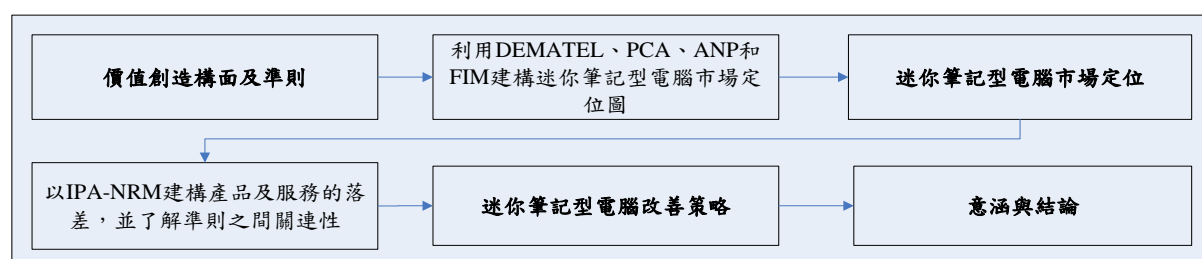 價值創造構面及準則
利用DEMATEL、PCA、ANP和
FIM建構迷你筆記型電腦市場定
位圖
迷你筆記型電腦市場定位
以IPA-NRM建構產品及服務的落
差，並了解準則之間關連性
迷你筆記型電腦改善策略
意涵與結論